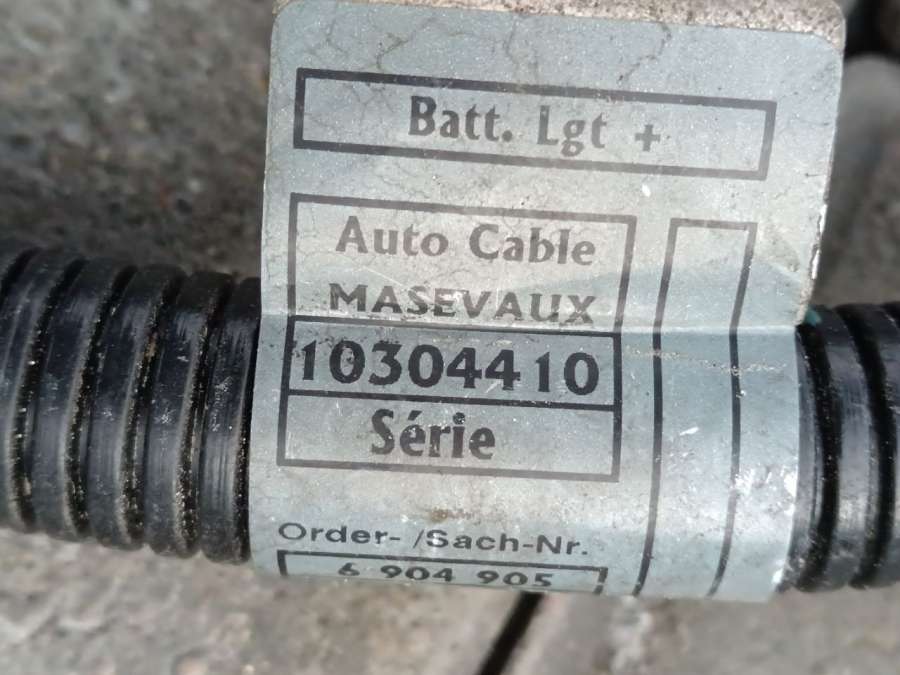 Batt. Lgt +
Auto Cable
MASEVAUX
10304410
Série
Order- /Sach-Nr.
6 904 905